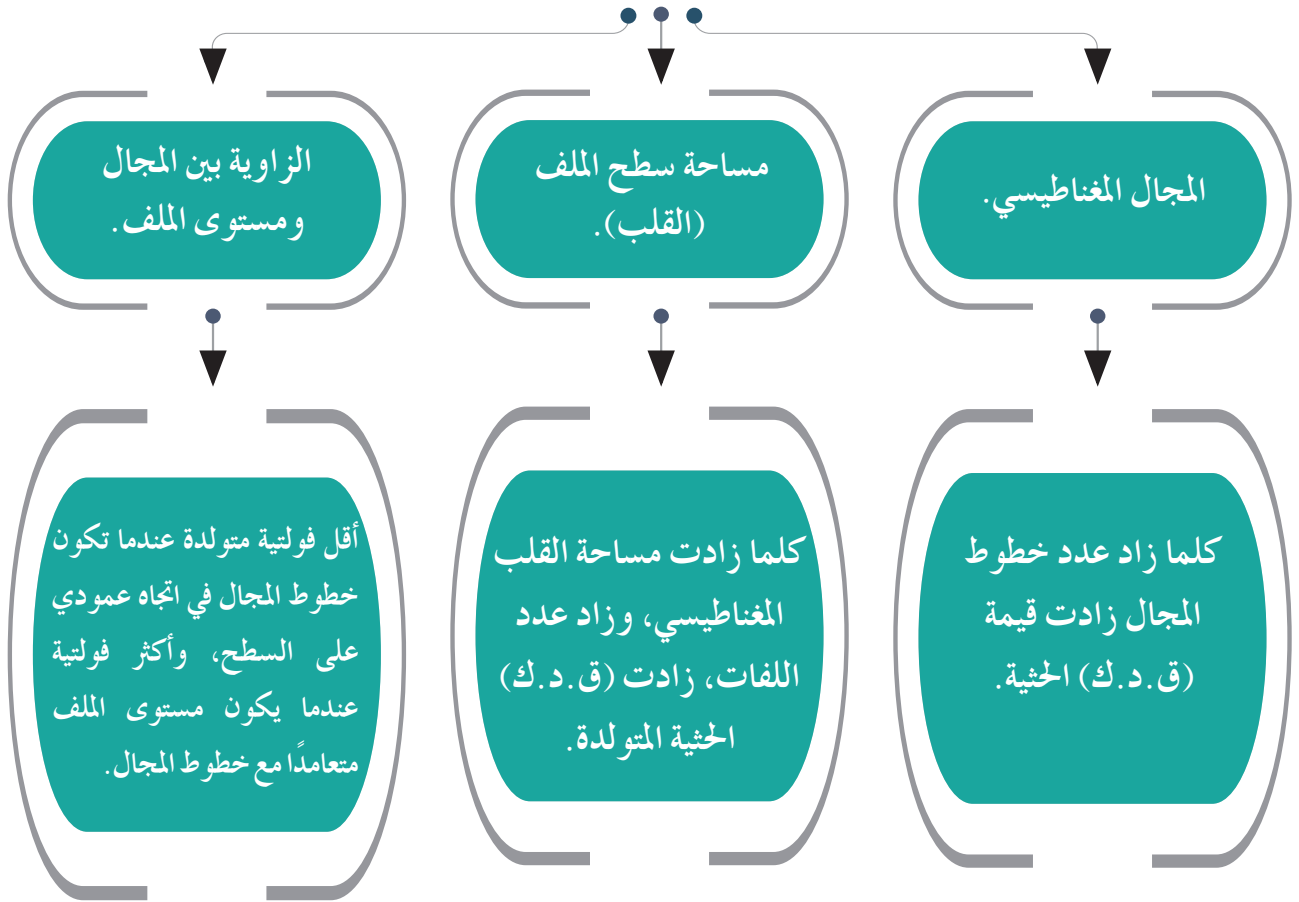 المجال المغناطيسي.
مساحة سطح الملف
(القلب).
الزاوية بين المجال
ومستوى الملف.
كلما زاد عدد خطوط
المجال زادت قيمة
(ق.د.ك) الحثية.
كلما زادت مساحة القلب
المغناطيسي، وزاد عدد
اللفات، زادت (ق.د.ك)
الحثية المتولدة.
أقل فولتية متولدة عندما تكون
خطوط المجال في اتجاه عمودي
على السطح، وأكثر فولتية
عندما يكون مستوى الملف
متعامدًا مع خطوط المجال.